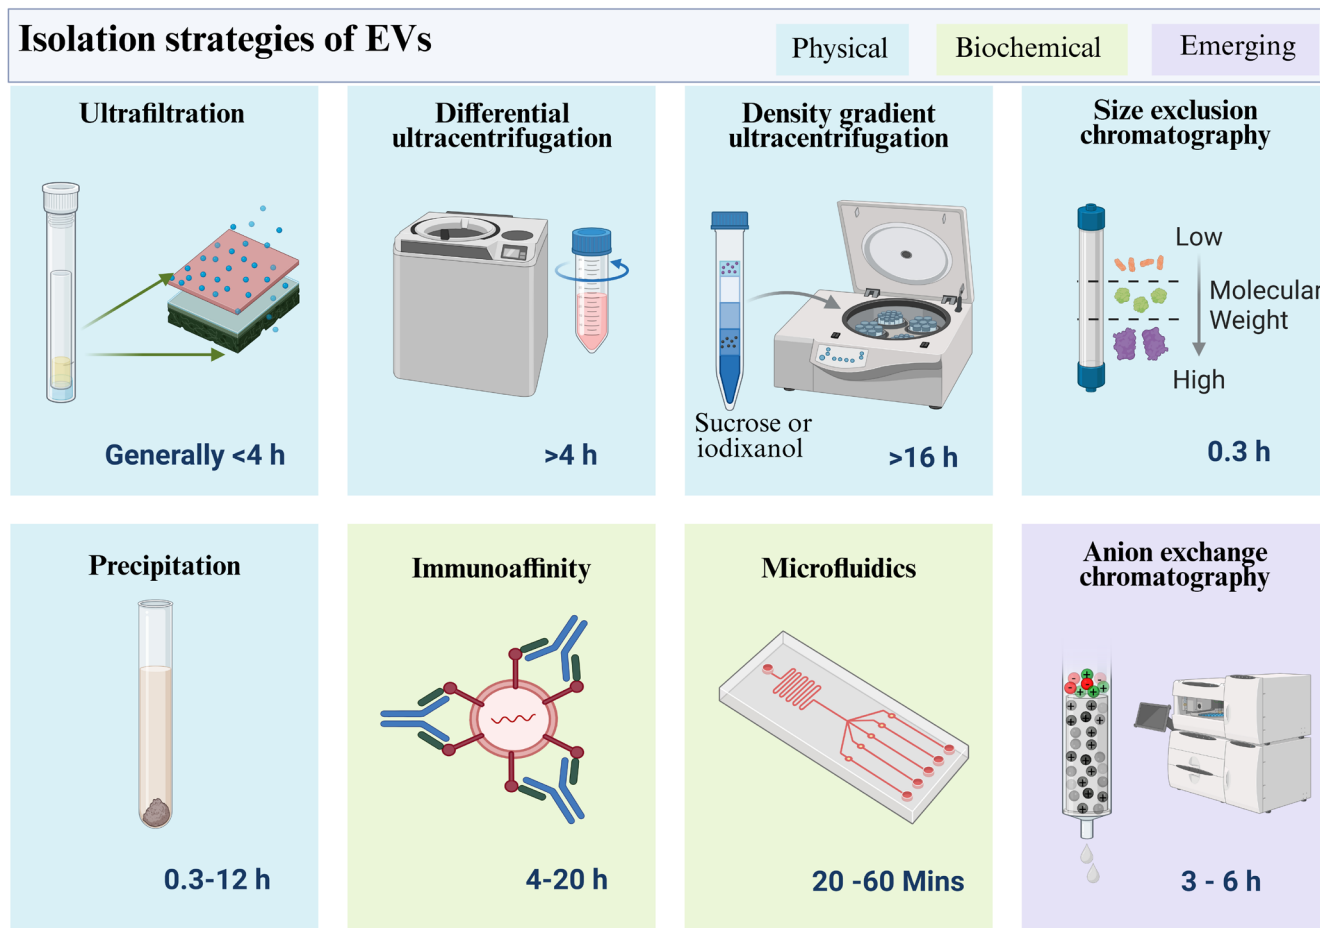 Isolation strategies of EVs
Physical
Biochemical
Emerging
Ultrafiltration
Generally <4 h
Differential
ultracentrifugation
>4 h
Density gradient
ultracentrifugation
Sucrose or
iodixanol
>16 h
Size exclusion
chromatography
Low
Molecular
Weight
High
0.3 h
Precipitation
0.3-12 h
Immunoaffinity
4-20 h
Microfluidics
20 -60 Mins
Anion exchange
chromatography
3 - 6 h